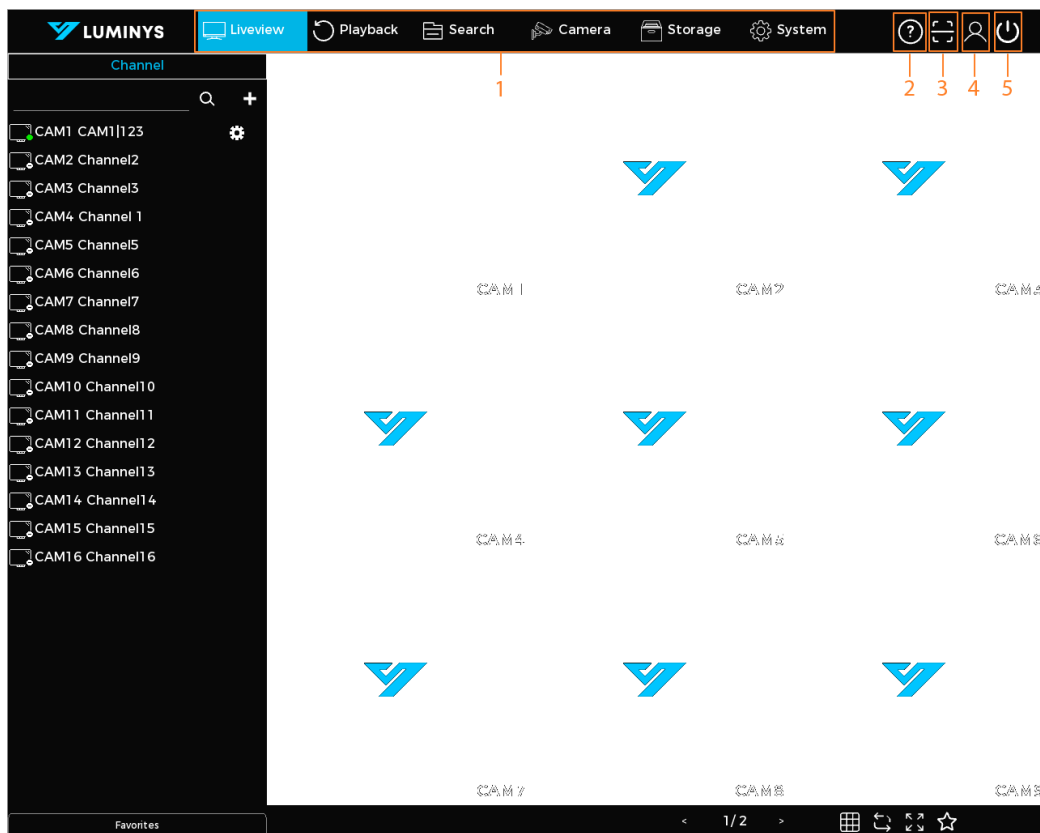 LUMINYS Liveview Playback Search Camera Storage System
1 2 3 4 5
Channel
CAM1 CAM1|123
CAM2 Channel2
CAM3 Channel3
CAM4 Channel 1
CAM5 Channel5
CAM6 Channel6
CAM7 Channel7
CAM8 Channel8
CAM9 Channel9
CAM10 Channel10
CAM11 Channel11
CAM12 Channel12
CAM13 Channel13
CAM14 Channel14
CAM15 Channel15
CAM16 Channel16
CAM1 CAM2
CAM4 CAM5
CAM7 CAM8
Favorites
< 1/2 >